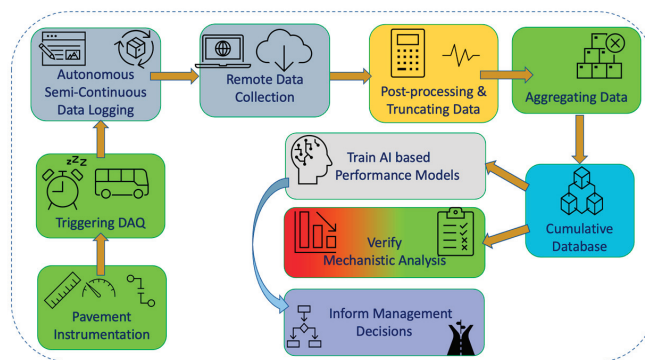 Autonomous
Semi-Continuous
Data Logging
Remote Data
Collection
Post-processing &
Truncating Data
Aggregating Data
zZZ
Triggering DAQ
Train AI based
Performance Models
Cumulative
Database
Verify
Mechanistic Analysis
Pavement
Instrumentation
Inform Management
Decisions